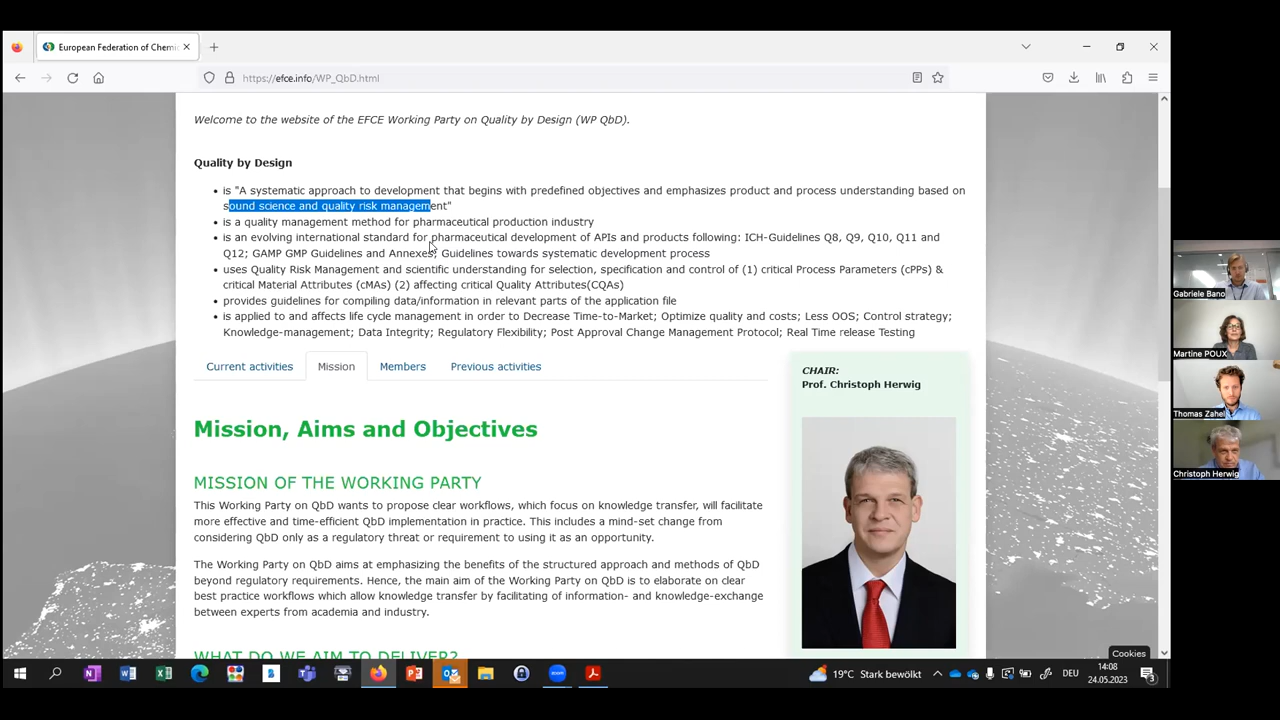 European Federation of Chemic
https://efce.info/WP_QbD.html
Welcome to the website of the EFCE Working Party on Quality by Design (WP QbD).
Quality by Design
• is "A systematic approach to development that begins with predefined objectives and emphasizes product and process understanding based on
sound science and quality risk management"
• is a quality management method for pharmaceutical production industry
• is an evolving international standard for pharmaceutical development of APIs and products following: ICH-Guidelines Q8, Q9, Q10, Q11 and
Q12; GAMP GMP Guidelines and Annexes; Guidelines towards systematic development process
• uses Quality Risk Management and scientific understanding for selection, specification and control of (1) critical Process Parameters (cPPs) &
critical Material Attributes (cMAs) (2) affecting critical Quality Attributes(CQAs)
• provides guidelines for compiling data/information in relevant parts of the application file
• is applied to and affects life cycle management in order to Decrease Time-to-Market; Optimize quality and costs; Less OOS; Control strategy;
Knowledge-management; Data Integrity; Regulatory Flexibility; Post Approval Change Management Protocol; Real Time release Testing
Current activities Mission Members Previous activities
CHAIR:
Prof. Christoph Herwig
Mission, Aims and Objectives
MISSION OF THE WORKING PARTY
This Working Party on QbD wants to propose clear workflows, which focus on knowledge transfer, will facilitate
more effective and time-efficient QbD implementation in practice. This includes a mind-set change from
considering QbD only as a regulatory threat or requirement to using it as an opportunity.
The Working Party on QbD aims at emphasizing the benefits of the structured approach and methods of QbD
beyond regulatory requirements. Hence, the main aim of the Working Party on QbD is to elaborate on clear
best practice workflows which allow knowledge transfer by facilitating of information- and knowledge-exchange
between experts from academia and industry.
WHAT DO WE AIM TO DELIVER?
Cookies
19°C Stark bewölkt
DEU
14:08
24.05.2023
3
Gabriele Bano
Martine POUX
Thomas Zahel
Christoph Herwig